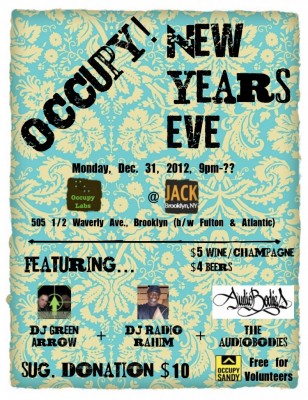 OCCUPY! NEW
YEARS
EVE
Monday, Dec. 31, 2012, 9pm-??
Occupy
Labs
@
JACK
Brooklyn, NY
505 1/2 Waverly Ave., Brooklyn (b/w Fulton & Atlantic)
$5 WINE/CHAMPAGNE
$4 BEERS
FEATURING...
AudioBodies
DJ GREEN
ARROW
+
DJ RADIO
RAHIM
+
THE
AUDIOBODIES
SUG. DONATION $10
OCCUPY
SANDY
Free for
Volunteers